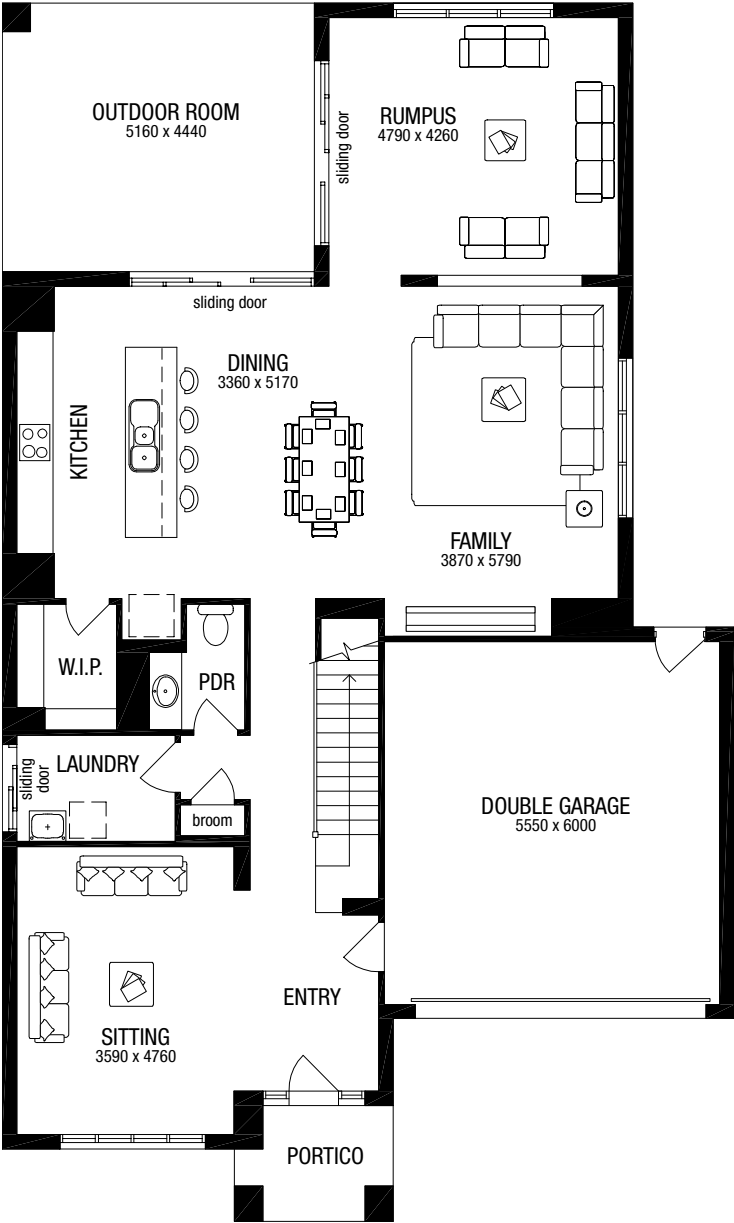 OUTDOOR ROOM
5160 x 4440
sliding door
RUMPUS
4790 x 4260
sliding door
DINING
3360 x 5170
KITCHEN
FAMILY
3870 x 5790
W.I.P.
PDR
LAUNDRY
sliding
door
broom
DOUBLE GARAGE
5550 x 6000
ENTRY
SITTING
3590 x 4760
PORTICO